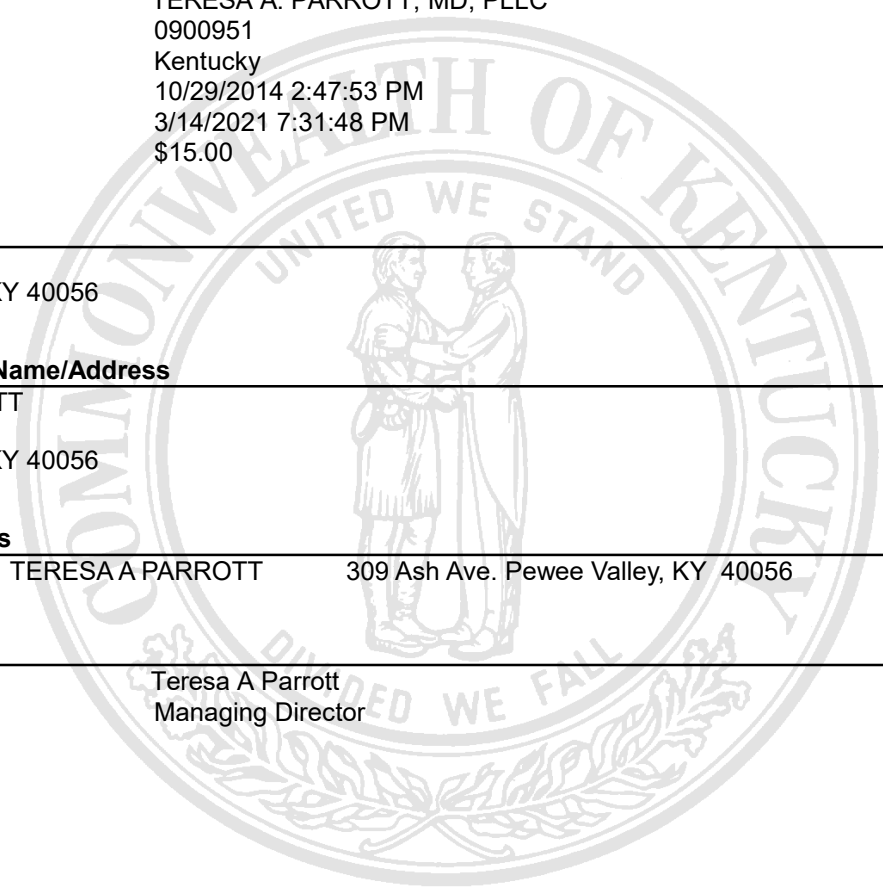 TERESA A. PARROTT, MD, PLLC
0900951
Kentucky
10/29/2014 2:47:53 PM
3/14/2021 7:31:48 PM
$15.00
KY 40056
Name/Address
TT
KY 40056
s
TERESA A PARROTT 309 Ash Ave. Pewee Valley, KY 40056
Teresa A Parrott
Managing Director
COMMONWEALTH OF KENTUCKY
UNITED WE STAND
DIVIDED WE FALL